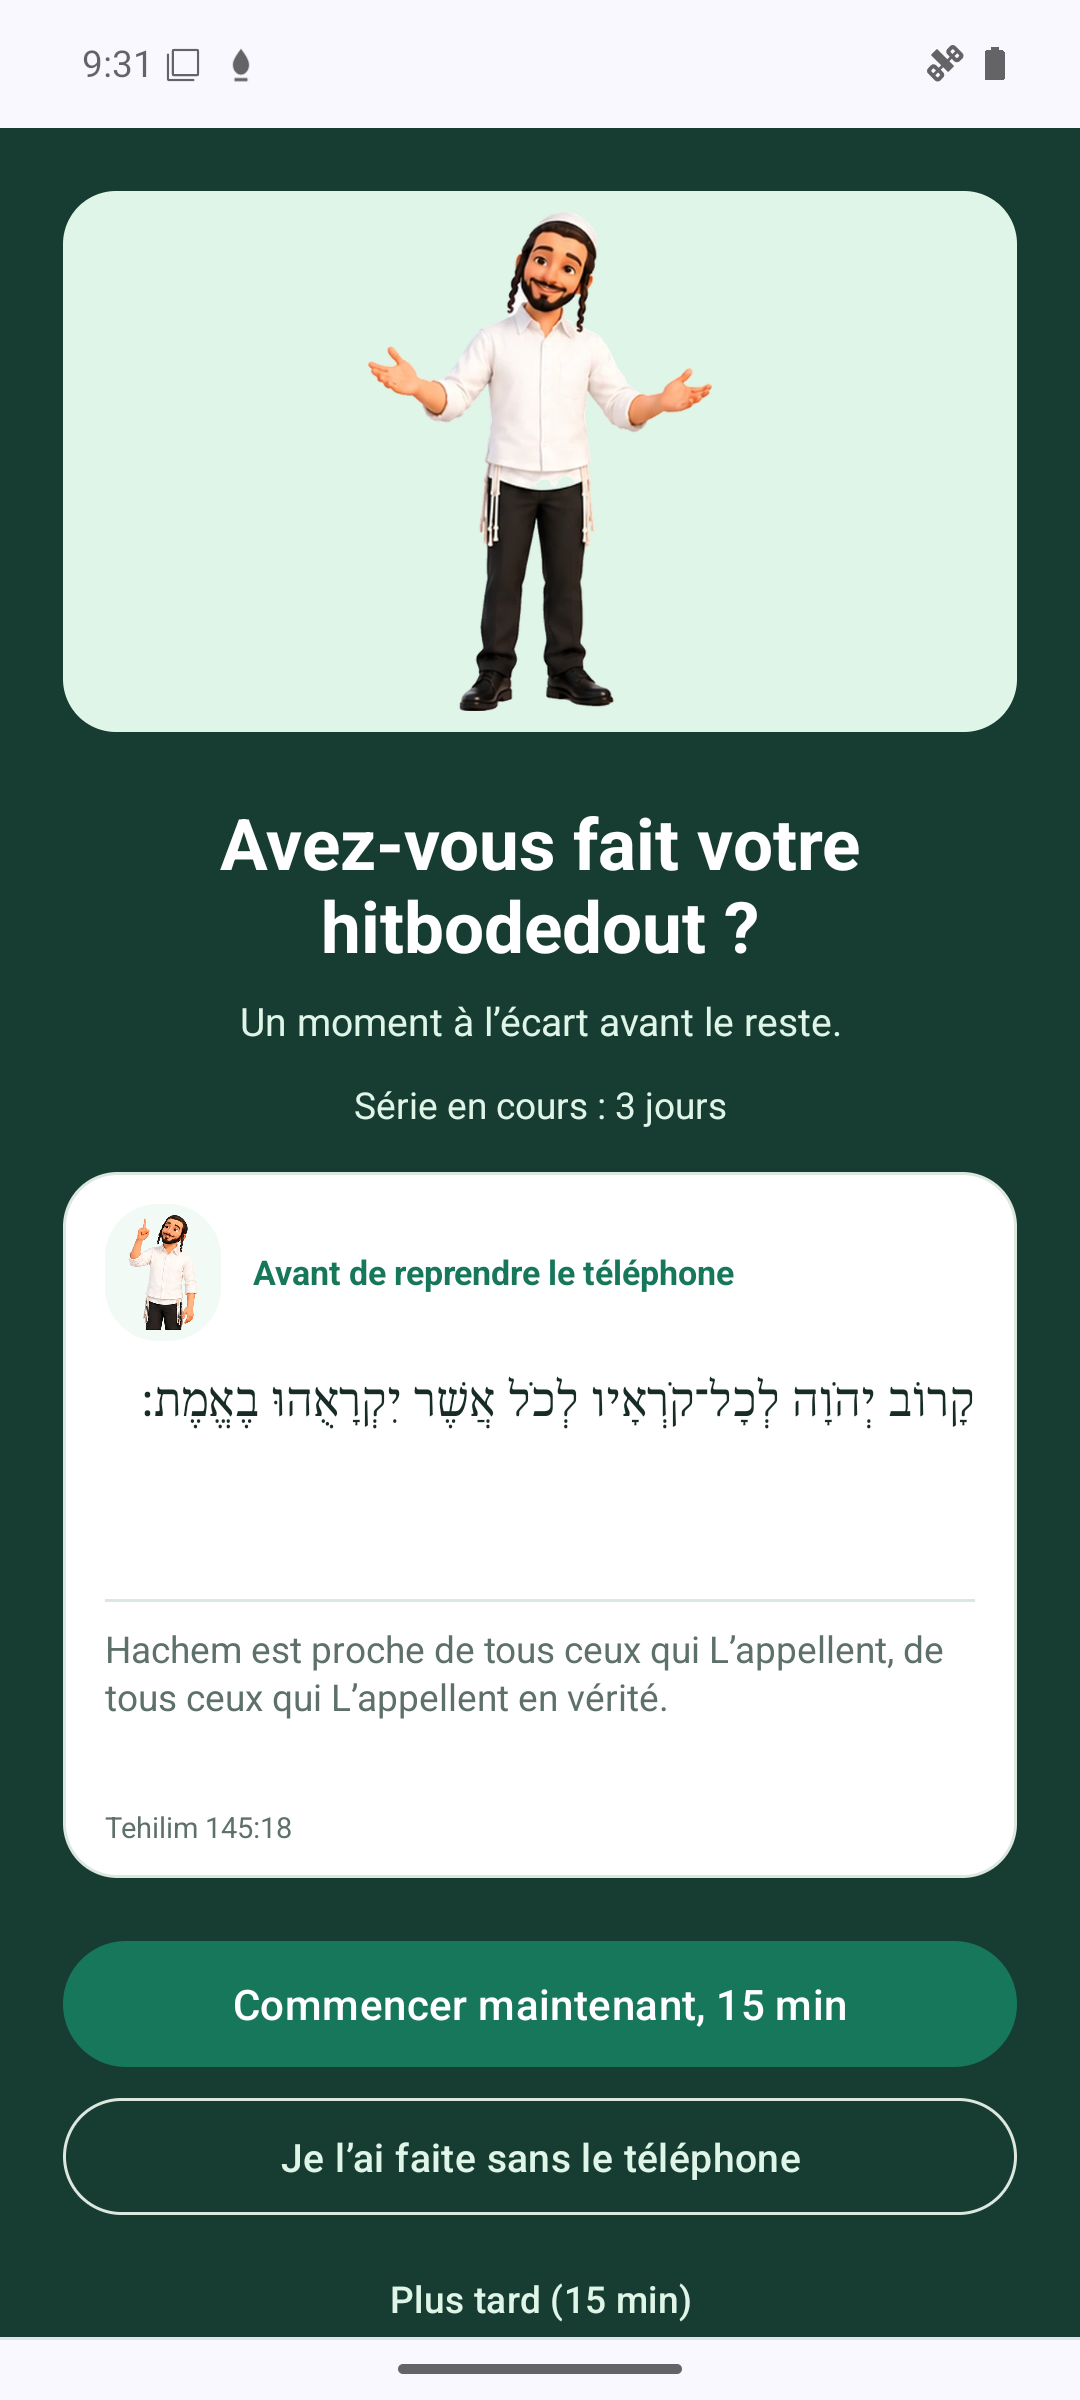 9:31
Avez-vous fait votre
hitbodedout ?
Un moment à l’écart avant le reste.
Série en cours : 3 jours
Avant de reprendre le téléphone
קָרוֹב יְהֹוָה לְכׇל־קֹרְאָיו לְכֹל אֲשֶׁר יִקְרָאֻהוּ בֶאֱמֶת׃
Hachem est proche de tous ceux qui L’appellent, de
tous ceux qui L’appellent en vérité.
Tehilim 145:18
Commencer maintenant, 15 min
Je l’ai faite sans le téléphone
Plus tard (15 min)